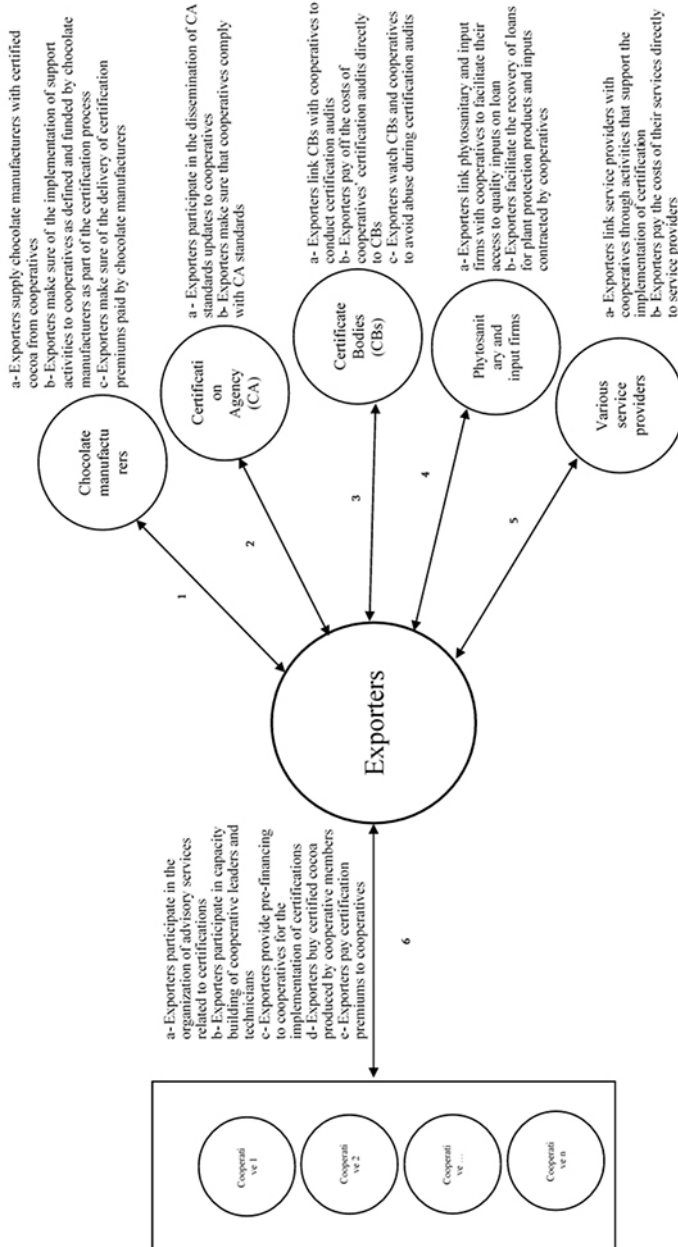 a- Exporters supply chocolate manufacturers with certified
cocoa from cooperatives
b- Exporters make sure of the implementation of support
activities to cooperatives as defined and funded by chocolate
manufacturers as part of the certification process
c- Exporters make sure of the delivery of certification
premiums paid by chocolate manufacturers
Chocolate
manufactu
rers
1
a - Exporters participate in the dissemination of CA
standards updates to cooperatives
b- Exporters make sure that cooperatives comply
with CA standards
Certificati
on
Agency
(CA)
2
a- Exporters link CBs with cooperatives to
conduct certification audits
b- Exporters pay off the costs of
cooperatives' certification audits directly
to CBs
c- Exporters watch CBs and cooperatives
to avoid abuse during certification audits
Certificate
Bodies
(CBs)
3
a- Exporters link phytosanitary and input
firms with cooperatives to facilitate their
access to quality inputs on loan
b- Exporters facilitate the recovery of loans
for plant protection products and inputs
contracted by cooperatives
Phytosanit
ary and
input firms
4
a- Exporters link service providers with
cooperatives through activities that support the
implementation of certification
b- Exporters pay the costs of their services directly
to service providers
Various
service
providers
5
Exporters
a- Exporters participate in the
organization of advisory services
related to certifications
b- Exporters participate in capacity
building of cooperative leaders and
technicians
c- Exporters provide pre-financing
to cooperatives for the
implementation of certifications
d- Exporters buy certified cocoa
produced by cooperative members
e- Exporters pay certification
premiums to cooperatives
6
Cooperati
ve 1
Cooperati
ve 2
Cooperati
ve …
Cooperati
ve n